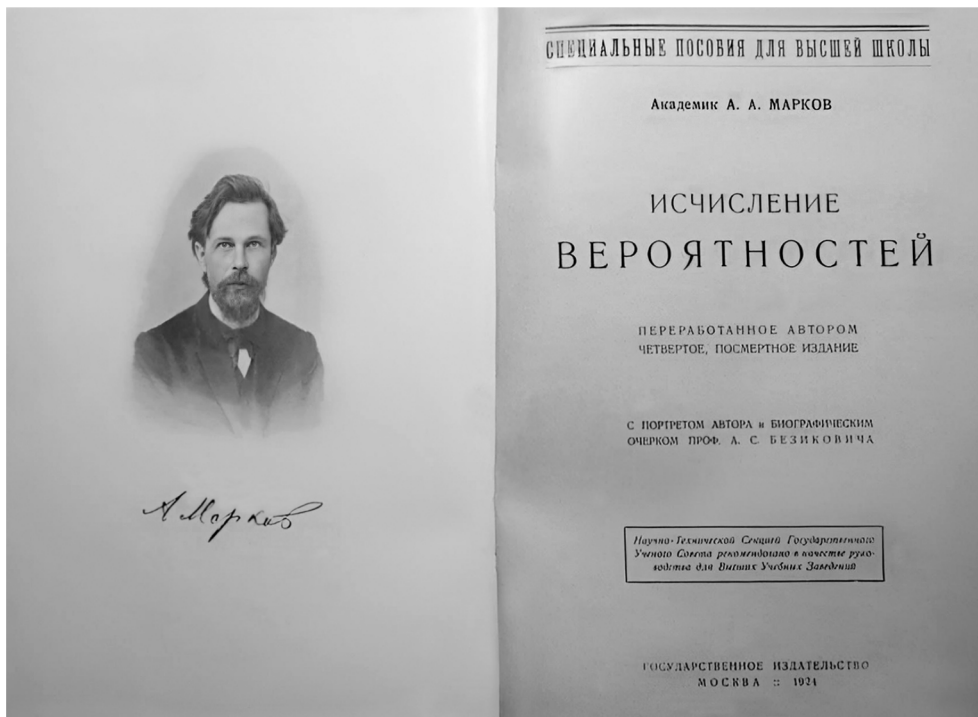 А Марков
СПЕЦИАЛЬНЫЕ ПОСОБИЯ ДЛЯ ВЫСШЕЙ ШКОЛЫ
Академик А. А. МАРКОВ
ИСЧИСЛЕНИЕ
ВЕРОЯТНОСТЕЙ
ПЕРЕРАБОТАННОЕ АВТОРОМ
ЧЕТВЕРТОЕ, ПОСМЕРТНОЕ ИЗДАНИЕ
С ПОРТРЕТОМ АВТОРА и БИОГРАФИЧЕСКИМ
ОЧЕРКОМ ПРОФ. А. С. БЕЗИКОВИЧА
Научно-Технической Секцией Государственного
Ученого Совета рекомендовано в качестве руко-
водства для Высших Учебных Заведений
ГОСУДАРСТВЕННОЕ ИЗДАТЕЛЬСТВО
МОСКВА :: 1924